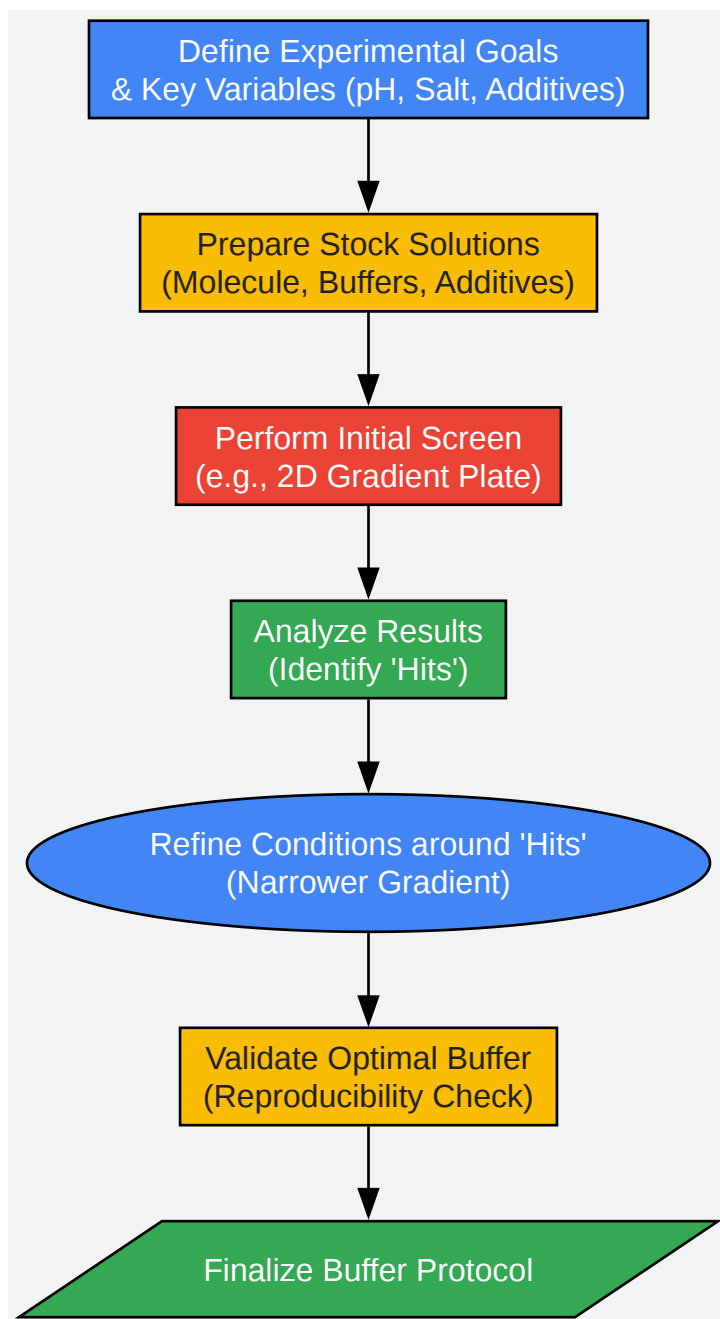 Define Experimental Goals
& Key Variables (pH, Salt, Additives)
Prepare Stock Solutions
(Molecule, Buffers, Additives)
Perform Initial Screen
(e.g., 2D Gradient Plate)
Analyze Results
(Identify 'Hits')
Refine Conditions around 'Hits'
(Narrower Gradient)
Validate Optimal Buffer
(Reproducibility Check)
Finalize Buffer Protocol